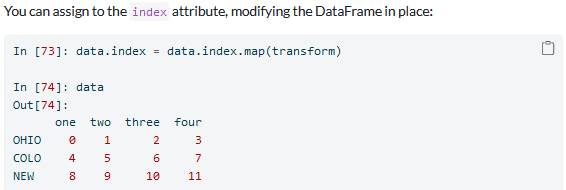 You can assign to the index attribute, modifying the DataFrame in place:
In [73]: data.index = data.index.map(transform)
In [74]: data
Out[74]:
one two three four
OHIO 0 1 2 3
COLO 4 5 6 7
NEW 8 9 10 11